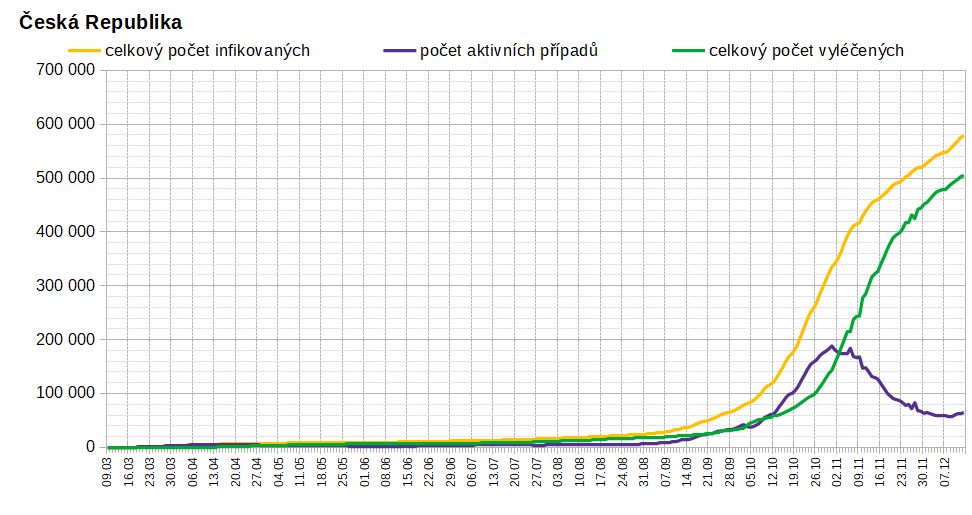 Česká Republika
celkový počet infikovaných počet aktivních případů celkový počet vyléčených
700 000
600 000
500 000
400 000
300 000
200 000
100 000
0
09.03 16.03 23.03 30.03 06.04 13.04 20.04 27.04 04.05 11.05 18.05 25.05 01.06 08.06 15.06 22.06 29.06 06.07 13.07 20.07 27.07 03.08 10.08 17.08 24.08 31.08 07.09 14.09 21.09 28.09 05.10 12.10 19.10 26.10 02.11 09.11 16.11 23.11 30.11 07.12